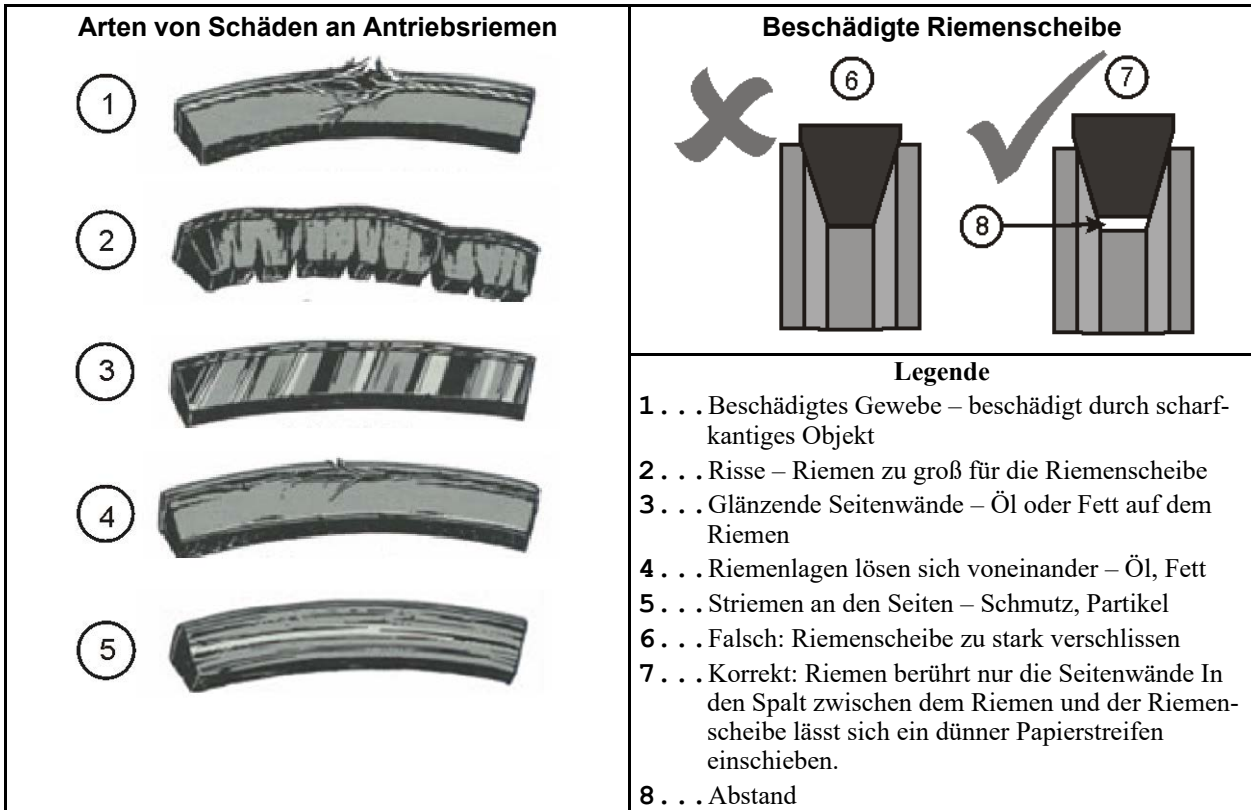 Arten von Schäden an Antriebsriemen
1
2
3
4
5
Beschädigte Riemenscheibe
6
7
8
Legende
1 . . . Beschädigtes Gewebe – beschädigt durch scharf-
kantiges Objekt
2 . . . Risse – Riemen zu groß für die Riemenscheibe
3 . . . Glänzende Seitenwände – Öl oder Fett auf dem
Riemen
4 . . . Riemenlagen lösen sich voneinander – Öl, Fett
5 . . . Striemen an den Seiten – Schmutz, Partikel
6 . . . Falsch: Riemenscheibe zu stark verschlissen
7 . . . Korrekt: Riemen berührt nur die Seitenwände In
den Spalt zwischen dem Riemen und der Riemen-
scheibe lässt sich ein dünner Papierstreifen
einschieben.
8 . . . Abstand